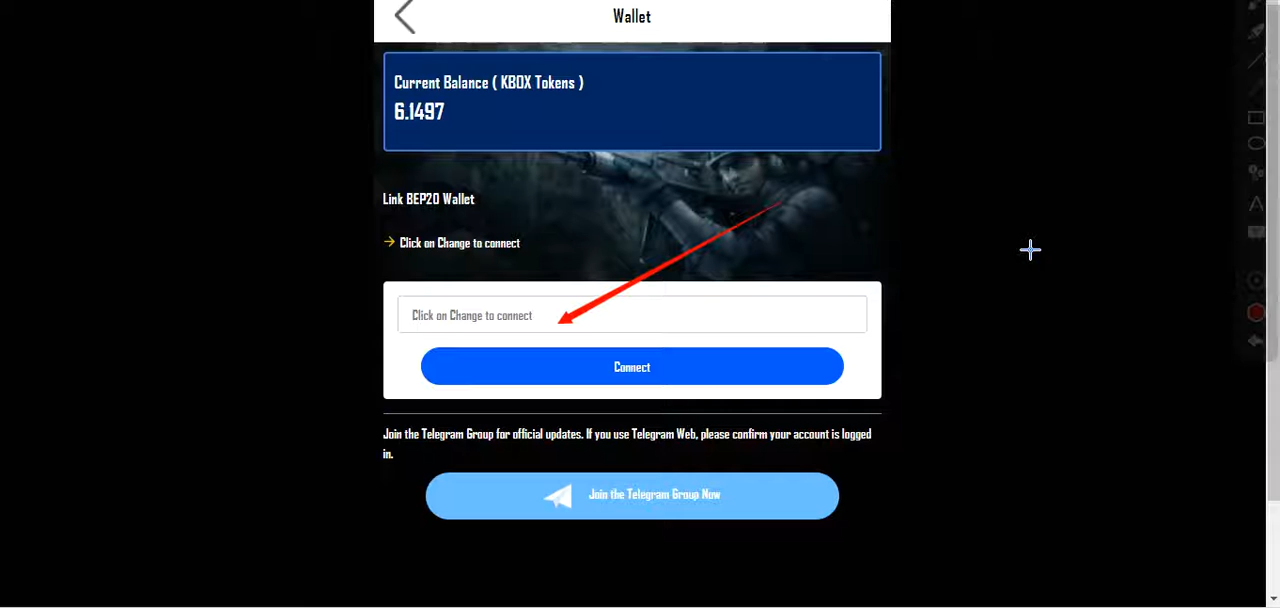 Wallet
Current Balance ( KBOX Tokens )
6.1497
Link BEP20 Wallet
Click on Change to connect
Click on Change to connect
Connect
Join the Telegram Group for official updates. If you use Telegram Web, please confirm your account is logged
in.
Join the Telegram Group Now